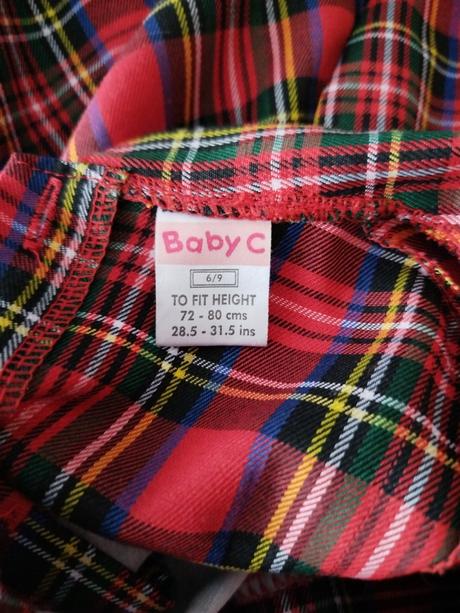 Baby C
6/9
TO FIT HEIGHT
72 - 80 cms
28.5 - 31.5 ins